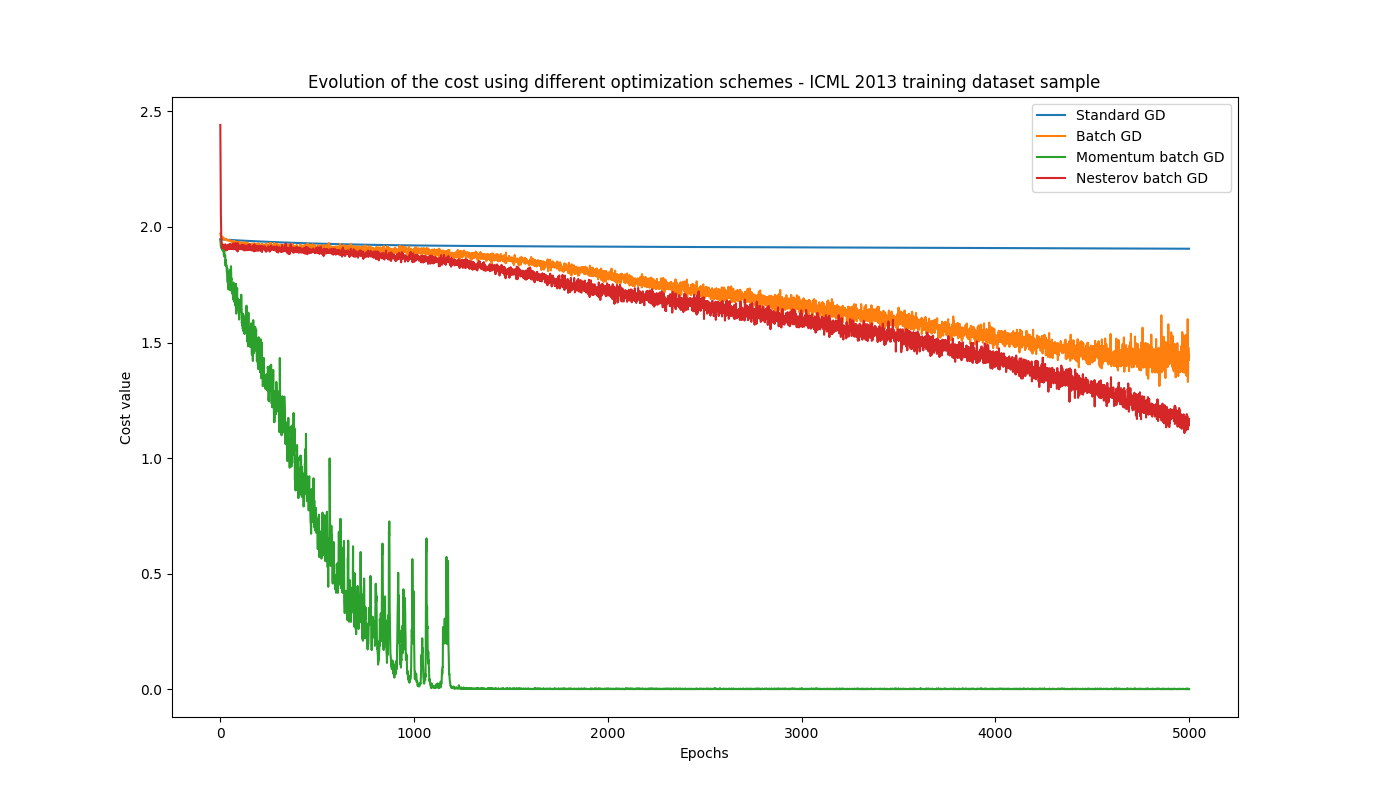 Evolution of the cost using different optimization schemes - ICML 2013 training dataset sample
Standard GD
Batch GD
Momentum batch GD
Nesterov batch GD
2.5
2.0
1.5
1.0
0.5
0.0
Cost value
0
1000
2000
3000
4000
5000
Epochs